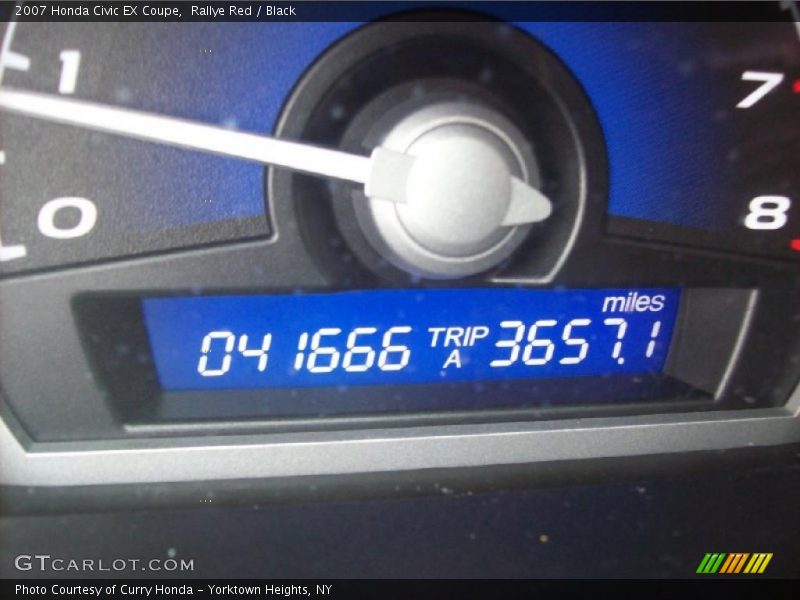 2007 Honda Civic EX Coupe,  Rallye Red / Black
1
7
0
8
miles
041666 TRIP A 3657.1
GTCARLOT.COM
Photo Courtesy of Curry Honda - Yorktown Heights, NY